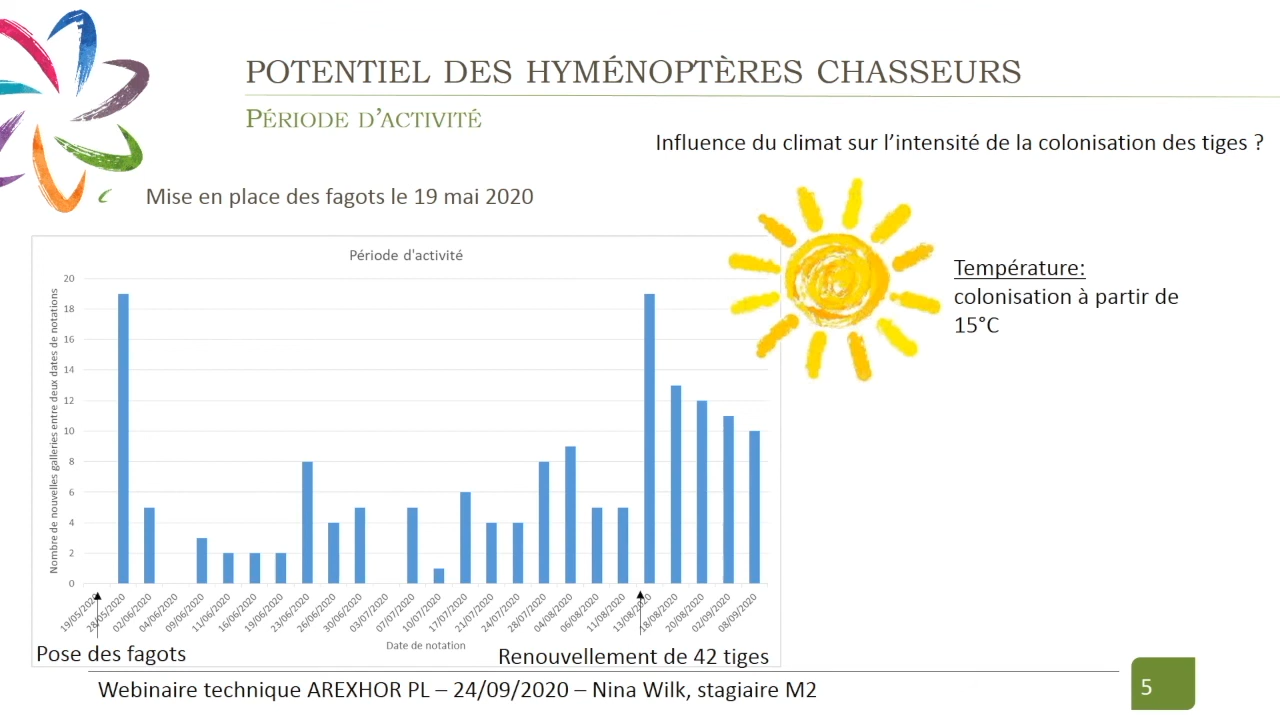 POTENTIEL DES HYMÉNOPTÈRES CHASSEURS
PÉRIODE D'ACTIVITÉ
Influence du climat sur l'intensité de la colonisation des tiges ?
Mise en place des fagots le 19 mai 2020
Période d'activité
Nombre de nouvelles galleries entre deux dates de notations
20
18
16
14
12
10
8
6
4
2
0
19/05/2020
28/05/2020
02/06/2020
04/06/2020
09/06/2020
11/06/2020
16/06/2020
19/06/2020
23/06/2020
26/06/2020
30/06/2020
03/07/2020
07/07/2020
10/07/2020
17/07/2020
21/07/2020
24/07/2020
28/07/2020
04/08/2020
06/08/2020
11/08/2020
13/08/2020
18/08/2020
20/08/2020
02/09/2020
08/09/2020
Date de notation
Température:
colonisation à partir de
15°C
Pose des fagots
Renouvellement de 42 tiges
Webinaire technique AREXHOR PL – 24/09/2020 – Nina Wilk, stagiaire M2
5